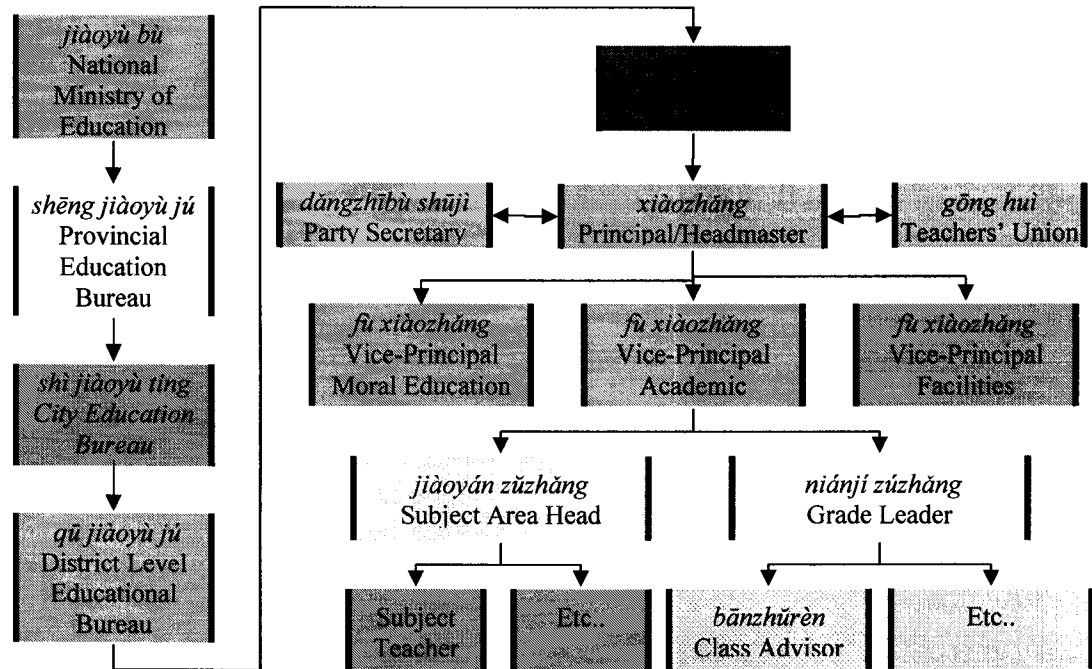 jiàoyù bù
National
Ministry of
Education
shēng jiàoyù jú
Provincial
Education
Bureau
shì jiàoyù tíng
City Education
Bureau
qū jiàoyù jú
District Level
Educational
Bureau
dǎngzhībù shūjì
Party Secretary
xiàozhǎng
Principal/Headmaster
gōng huì
Teachers' Union
fù xiàozhǎng
Vice-Principal
Moral Education
fù xiàozhǎng
Vice-Principal
Academic
fù xiàozhǎng
Vice-Principal
Facilities
jiàoyán zǔzhǎng
Subject Area Head
niánjí zúzhǎng
Grade Leader
Subject
Teacher
Etc..
bānzhǔrèn
Class Advisor
Etc..